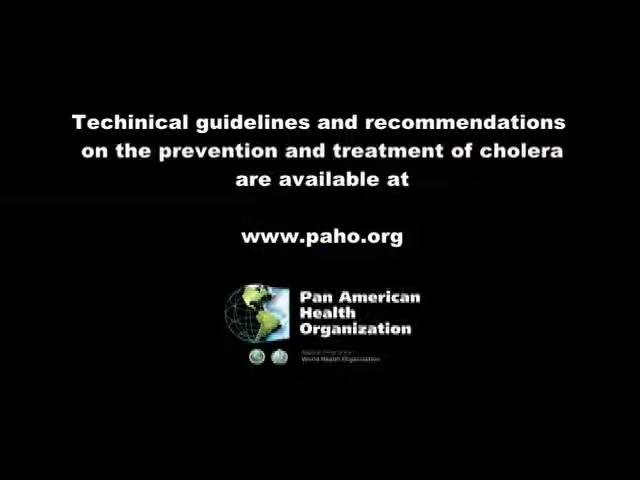 Techinical guidelines and recommendations
on the prevention and treatment of cholera
are available at
www.paho.org
Pan American
Health
Organization
World Health Organization